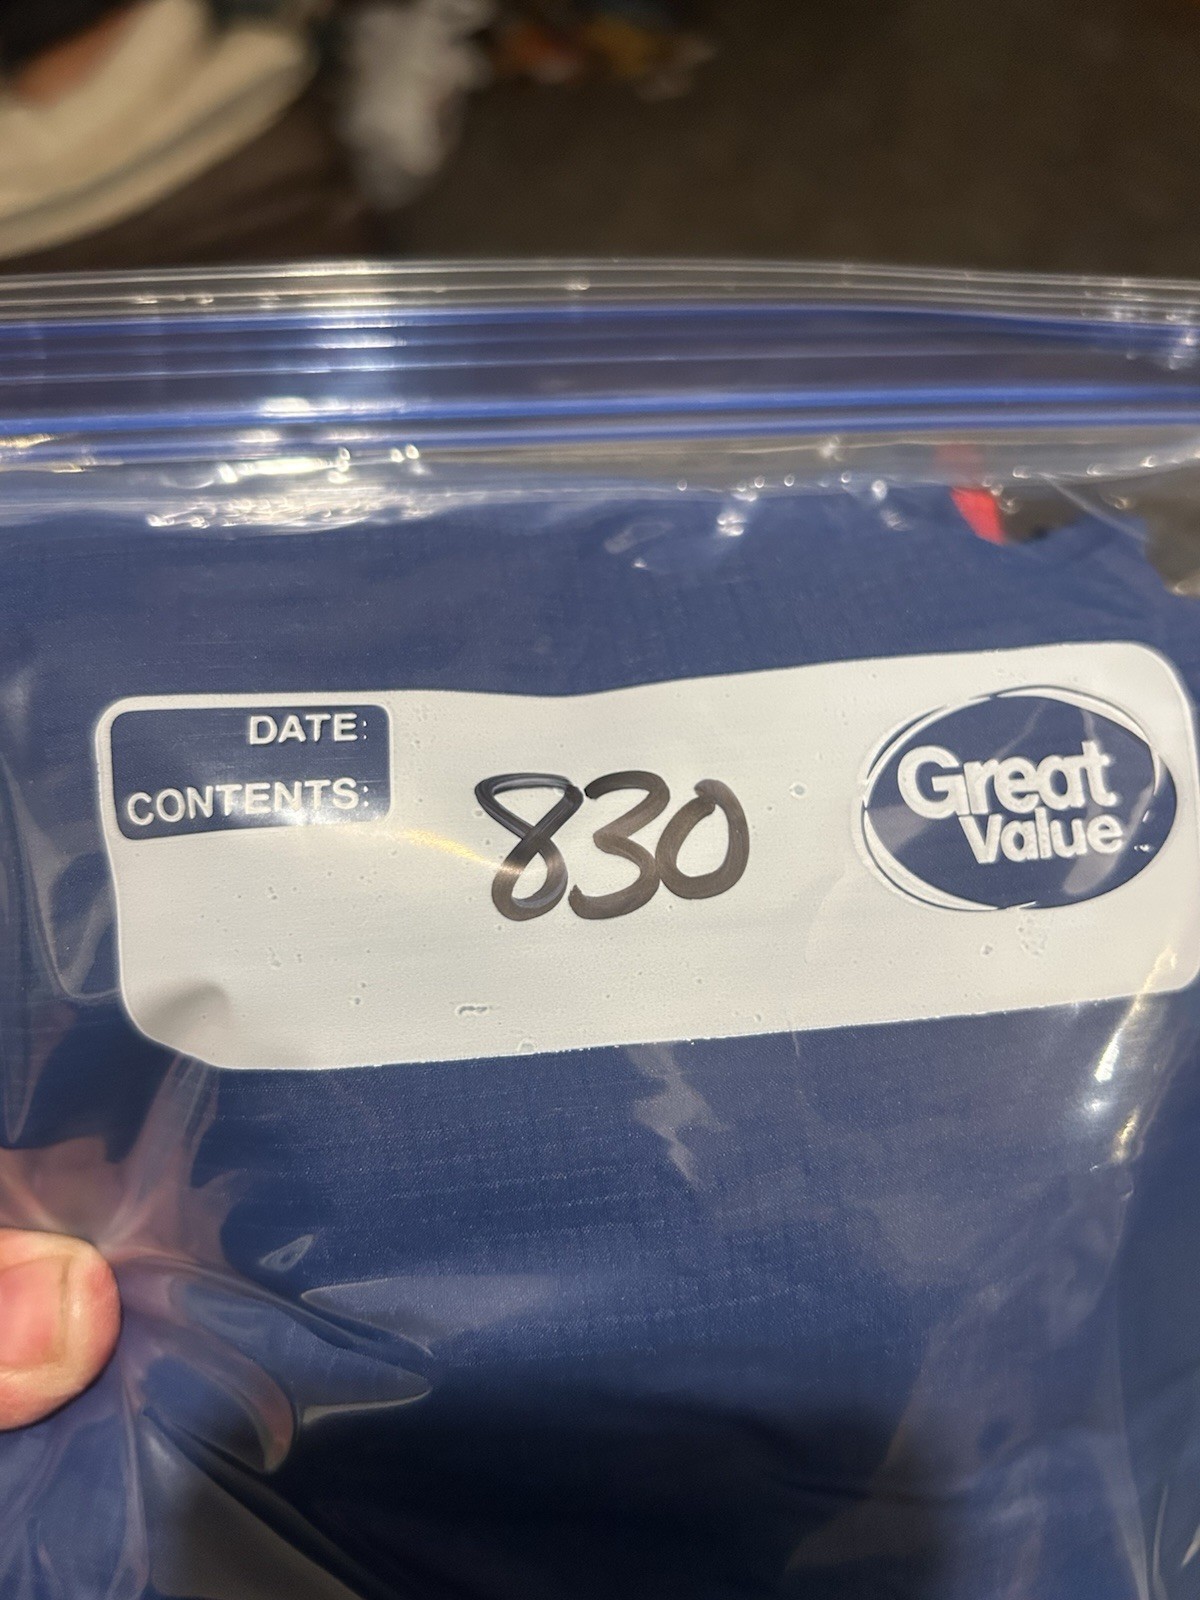 DATE:
CONTENTS:
830
Great
Value